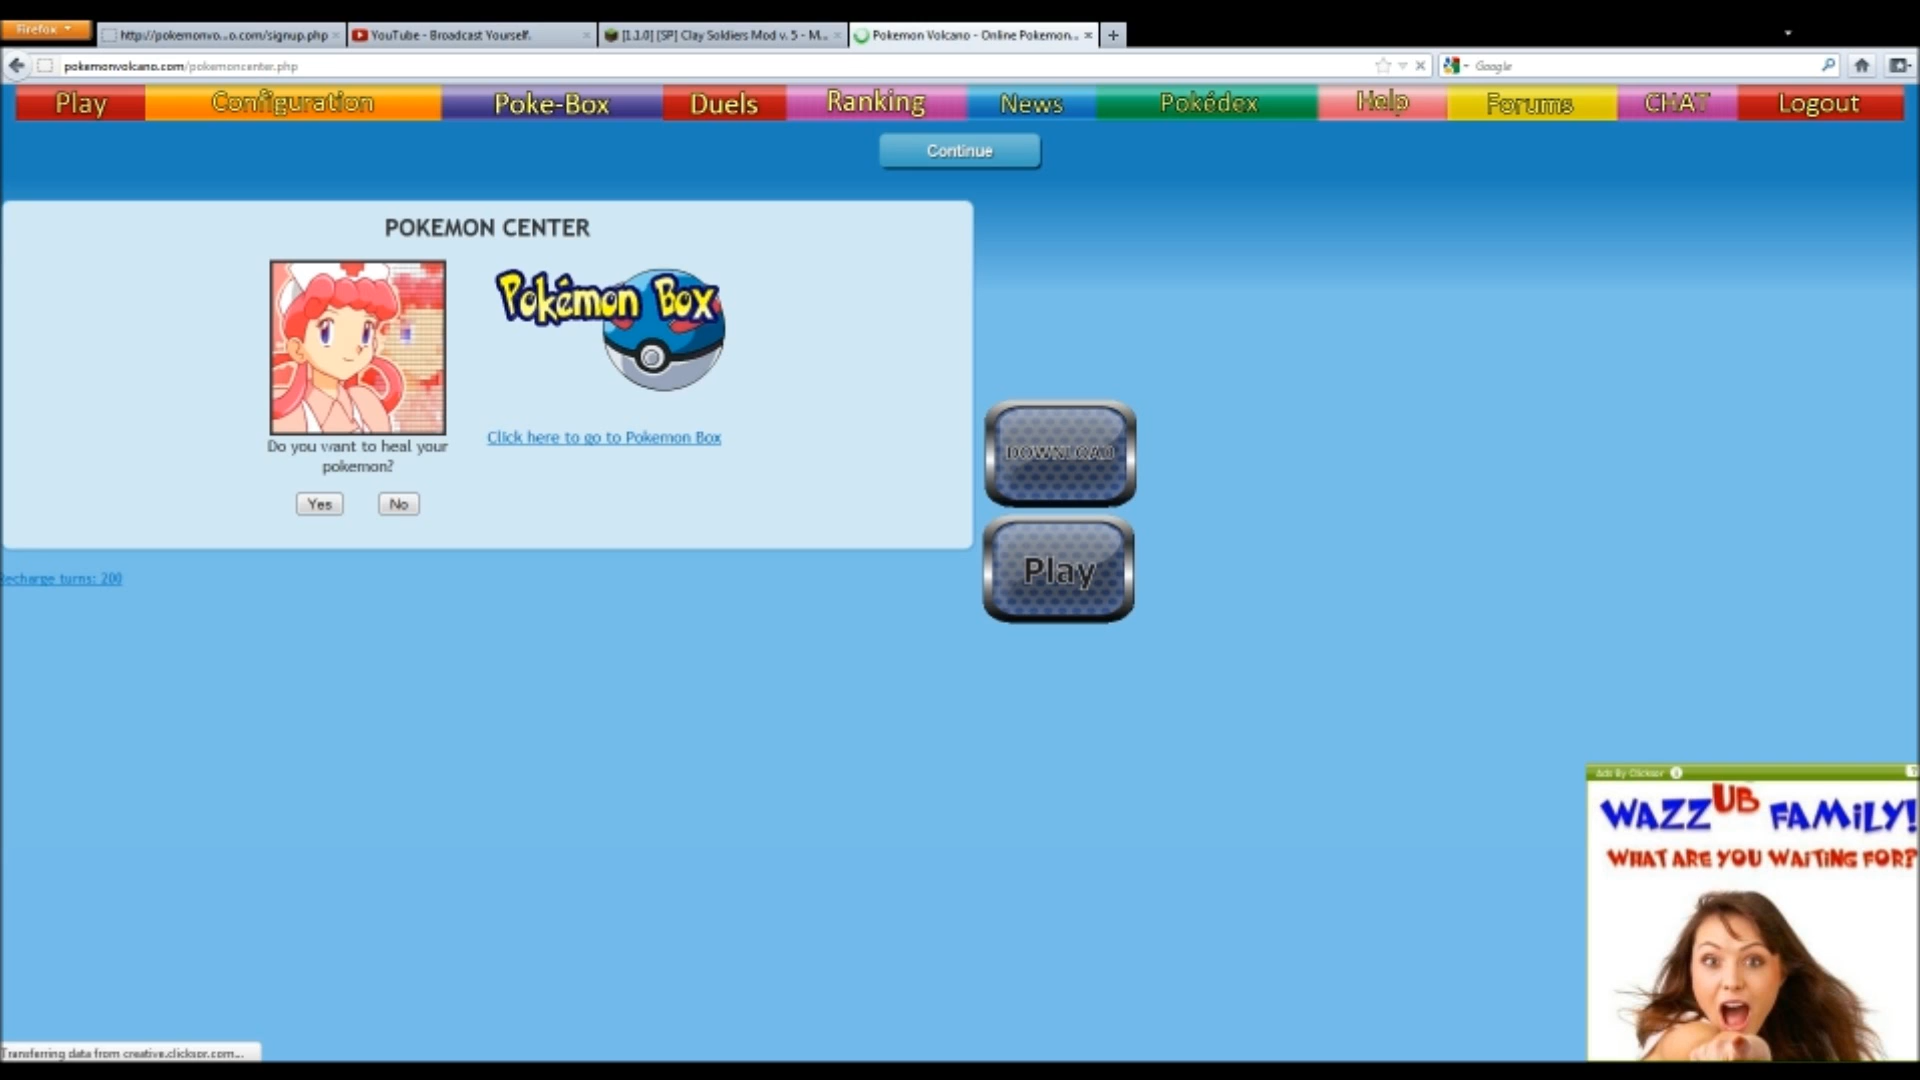 Firefox
http://pokemonvo...o.com/signup.php
YouTube - Broadcast Yourself.
[1.1.0] [SP] Clay Soldiers Mod v. 5 - M...
Pokemon Volcano - Online Pokemon...
pokemonvolcano.com/pokemoncenter.php
Google
Play
Configuration
Poke-Box
Duels
Ranking
News
Pokédex
Help
Forums
CHAT
Logout
Continue
POKEMON CENTER
Pokémon Box
Do you want to heal your
pokemon?
Click here to go to Pokemon Box
Yes
No
DOWNLOAD
Play
Recharge turns: 200
Ads By Clicksor
WAZZUB FAMiLY!
WHAT ARE YOU WAiTiNG FOR?
Transferring data from creative.clicksor.com...